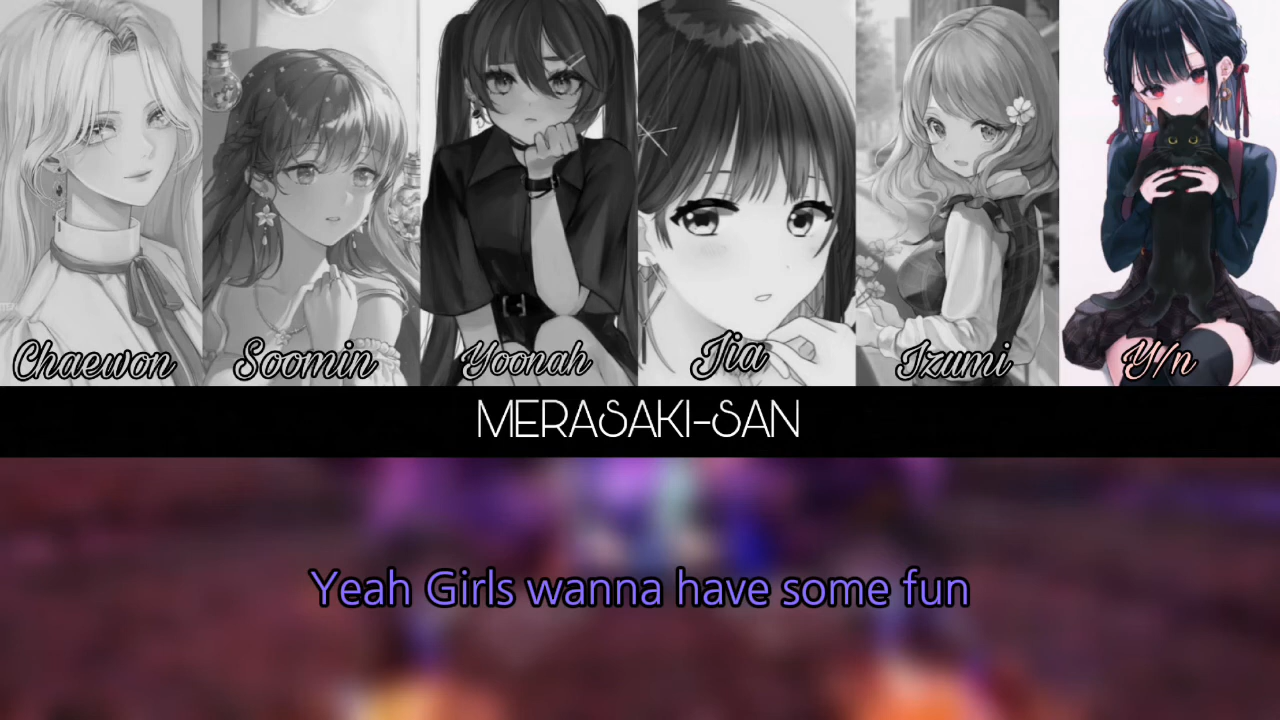 Chaewon
Soomin
Yoonah
Jia
Izumi
Y/n
MERASAKI-SAN
Yeah Girls wanna have some fun